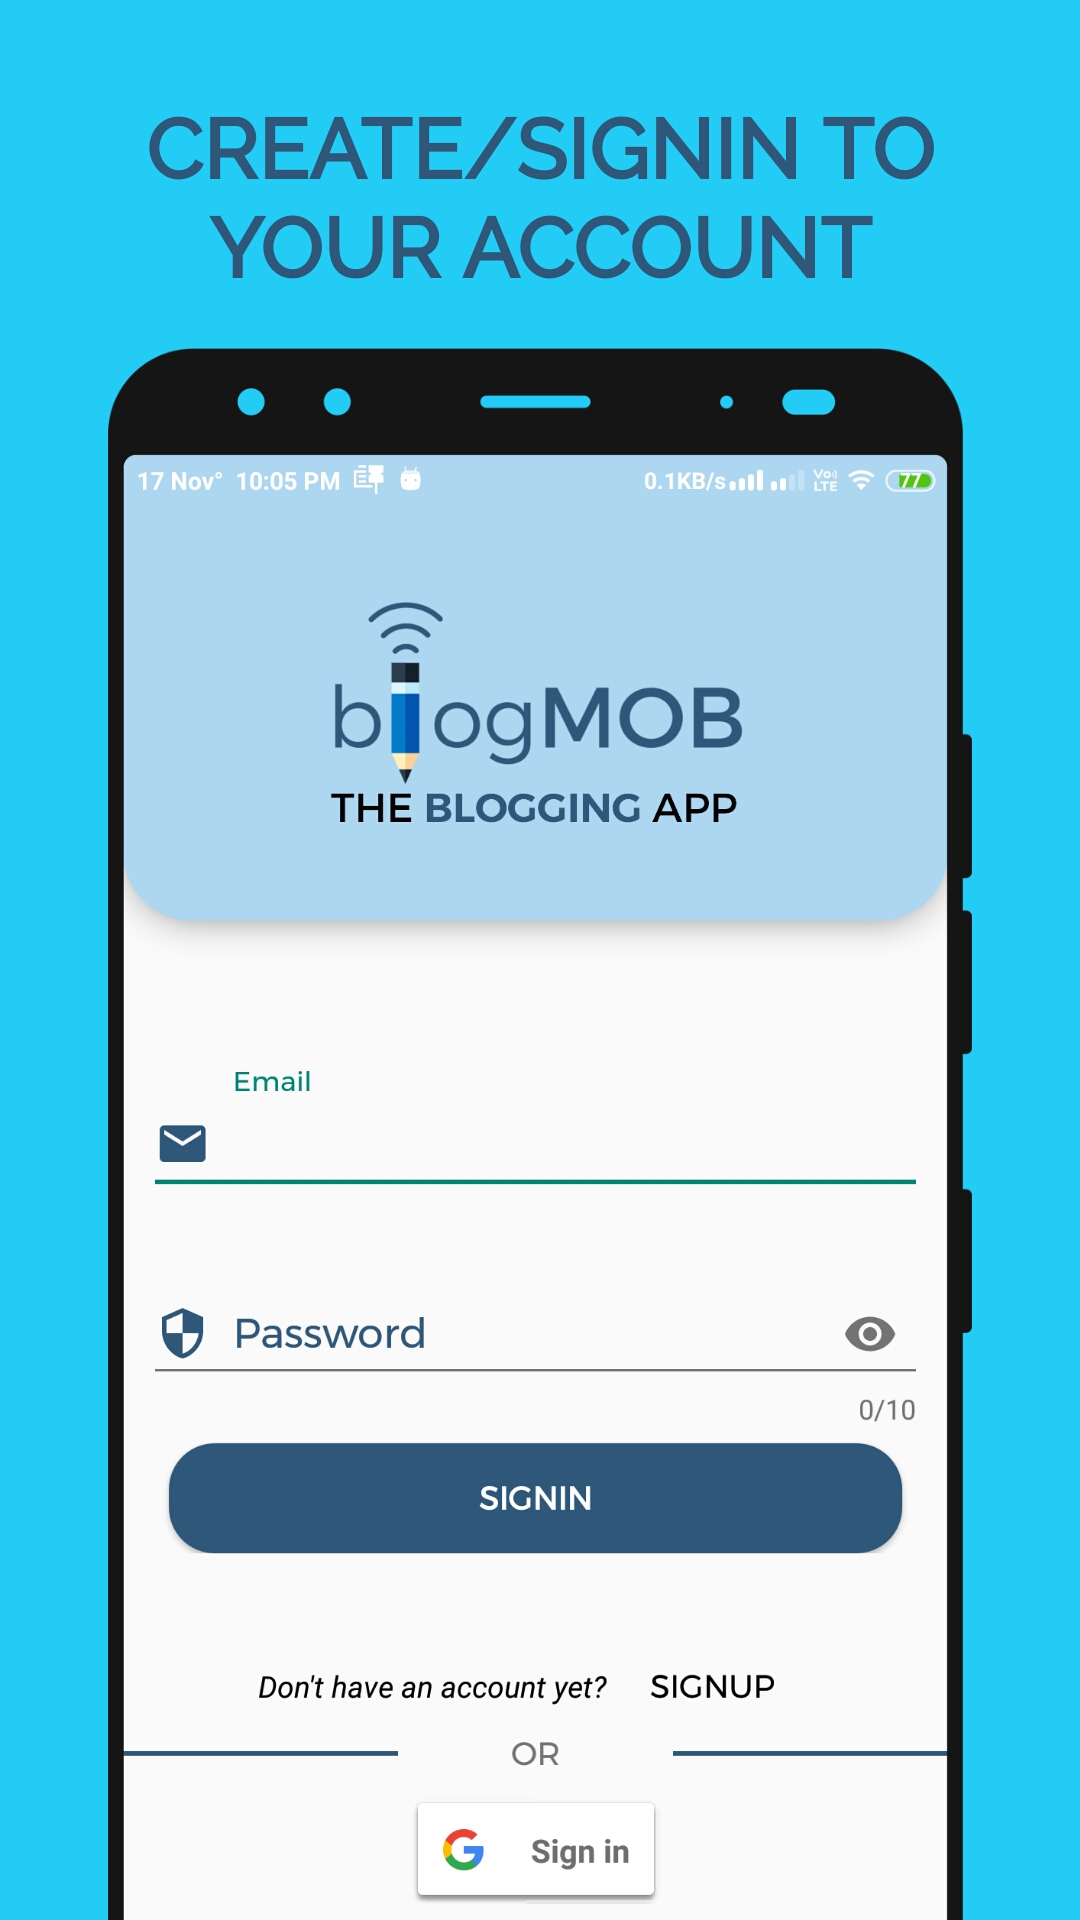 CREATE/SIGNIN TO
YOUR ACCOUNT
17 Nov° 10:05 PM 0.1KB/s Vo) LTE 77
blogMOB
THE BLOGGING APP
Email
Password
0/10
SIGNIN
Don't have an account yet? SIGNUP
OR
Sign in